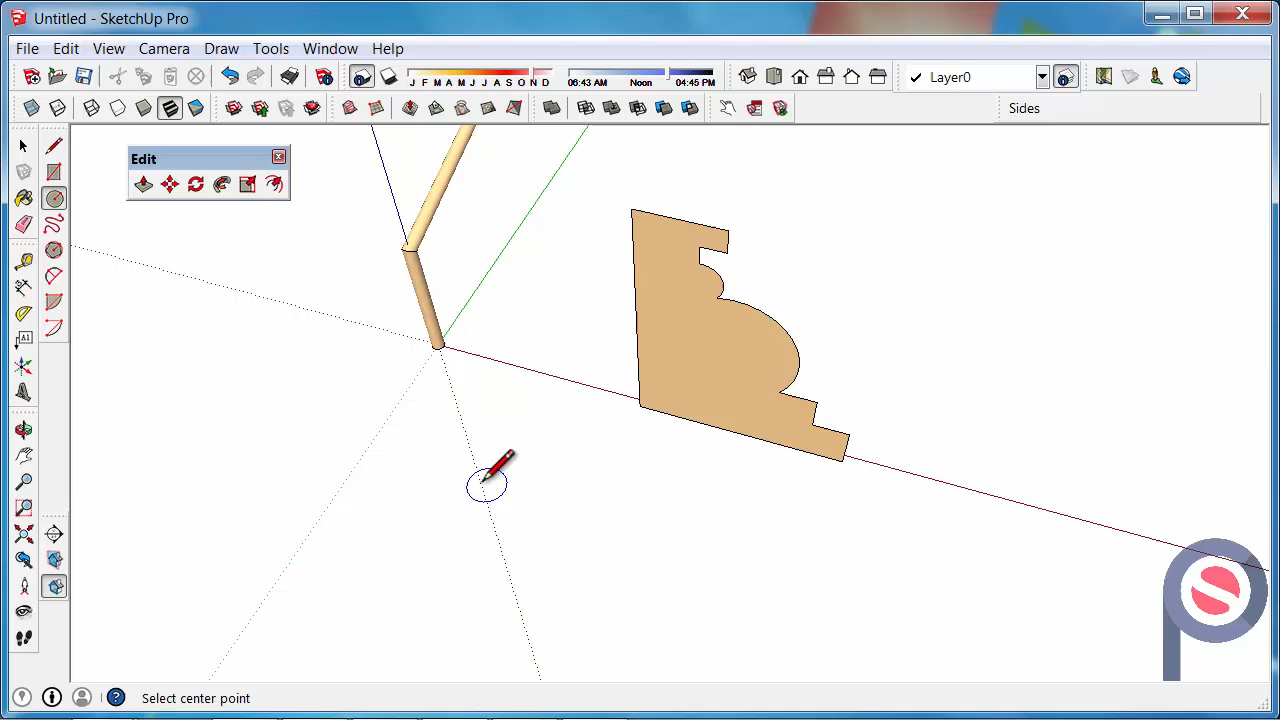 Untitled - SketchUp Pro
File Edit View Camera Draw Tools Window Help
J F M A M J J A S O N D
06:43 AM Noon 04:45 PM
Layer0
Sides
Edit
A1
Select center point